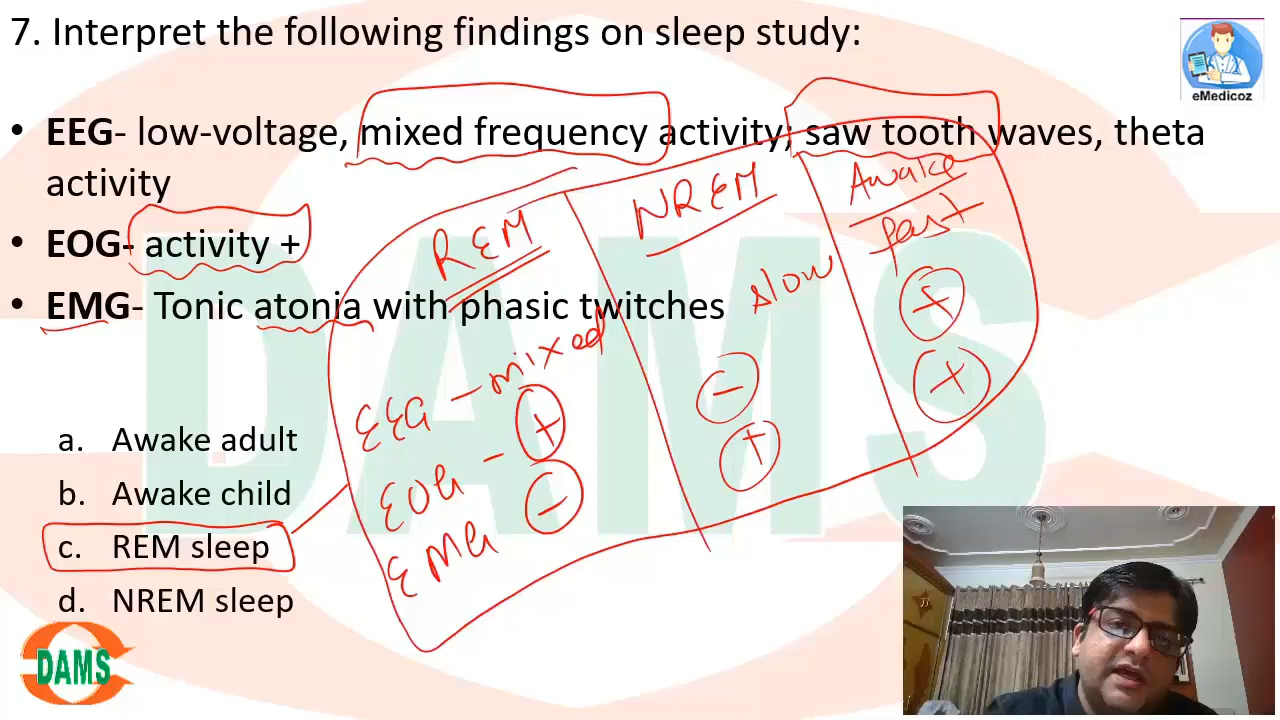 7. Interpret the following findings on sleep study:
eMedicoz
• EEG- low-voltage, mixed frequency activity; saw tooth waves, theta
activity
• EOG- activity +
• EMG- Tonic atonia with phasic twitches
REM NREM Awake
fast
slow
EEG – mixed
EOG – + - +
EMG - + +
a. Awake adult
b. Awake child
c. REM sleep
d. NREM sleep
DAMS
DAMS